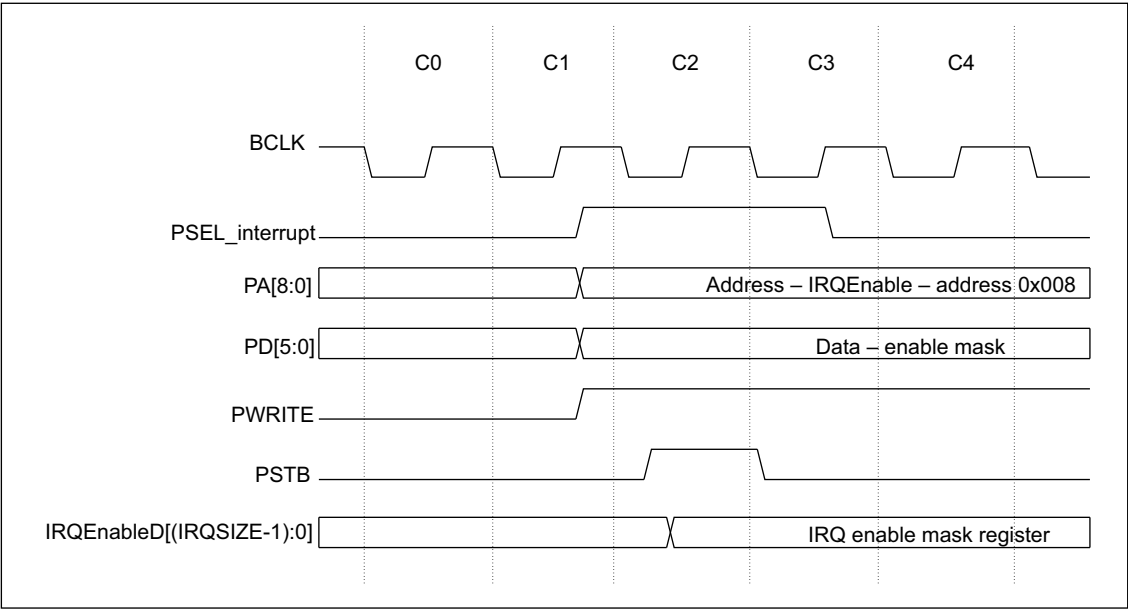 C0 C1 C2 C3 C4
BCLK
PSEL_interrupt
PA[8:0] Address – IRQEnable – address 0x008
PD[5:0] Data – enable mask
PWRITE
PSTB
IRQEnableD[(IRQSIZE-1):0] IRQ enable mask register